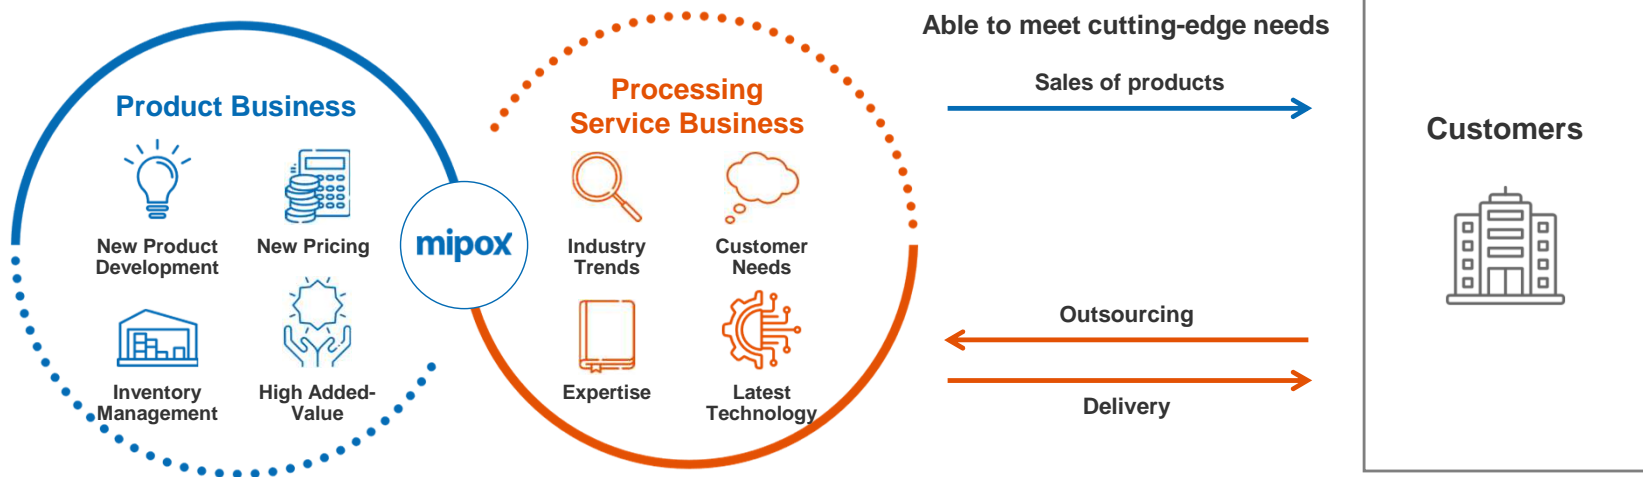 Product Business
New Product
Development
New Pricing
Inventory
Management
High Added-
Value
mipox
Processing
Service Business
Industry
Trends
Customer
Needs
Expertise
Latest
Technology
Able to meet cutting-edge needs
Sales of products
Outsourcing
Delivery
Customers